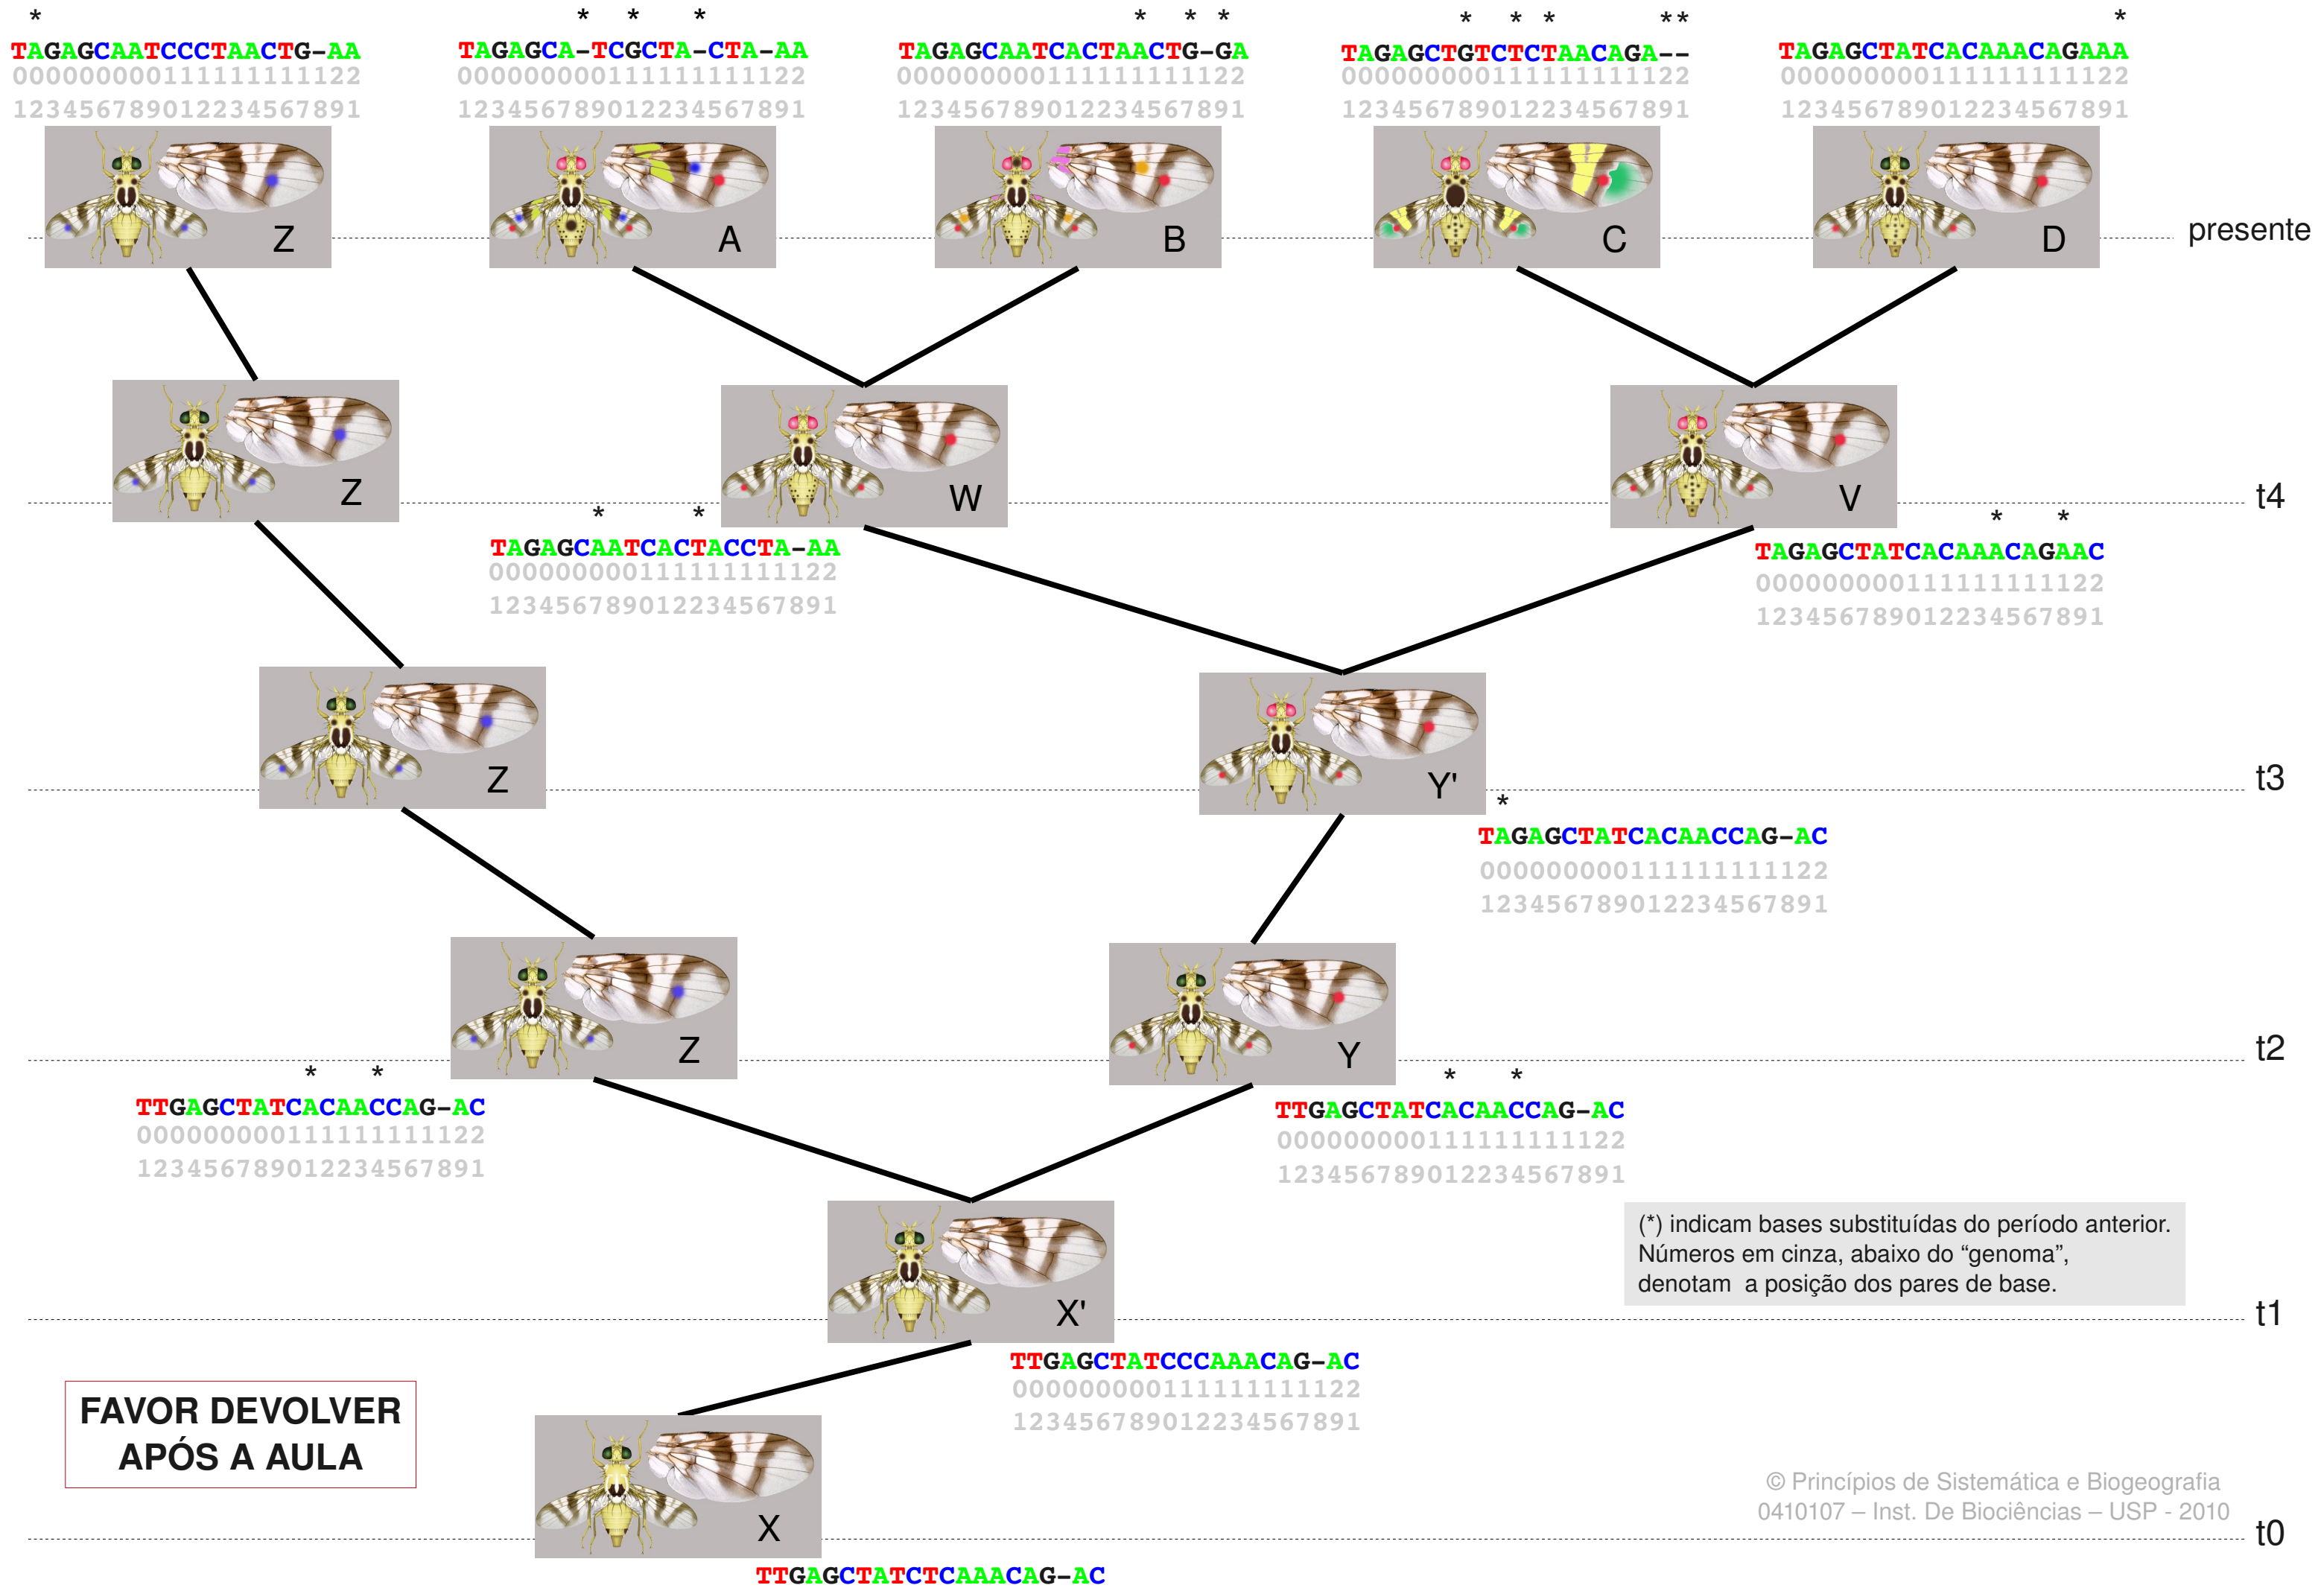 * * * * * * * * * * ** *
TAGAGCAATCCCTAACTG-AA TAGAGCA-TCGCTA-CTA-AA TAGAGCAATCACTAACTG-GA TAGAGCTGTCTCTAACAGA-- TAGAGCTATCACAAACAGAAA
000000000111111111122 000000000111111111122 000000000111111111122 000000000111111111122 000000000111111111122
123456789012234567891 123456789012234567891 123456789012234567891 123456789012234567891 123456789012234567891
Z A B C D presente
Z W V t4
* * * *
TAGAGCAATCACTACCTA-AA TAGAGCTATCACAAACAGAAC
000000000111111111122 000000000111111111122
123456789012234567891 123456789012234567891
Z Y' t3
*
TAGAGCTATCACAACCAG-AC
000000000111111111122
123456789012234567891
Z Y t2
* * * *
TTGAGCTATCACAACCAG-AC TTGAGCTATCACAACCAG-AC
000000000111111111122 000000000111111111122
123456789012234567891 123456789012234567891
(*) indicam bases substituídas do período anterior.
Números em cinza, abaixo do “genoma”,
denotam a posição dos pares de base.
X' t1
TTGAGCTATCCCAAACAG-AC
000000000111111111122
123456789012234567891
FAVOR DEVOLVER
APÓS A AULA
© Princípios de Sistemática e Biogeografia
0410107 – Inst. De Biociências – USP - 2010
X t0
TTGAGCTATCTCAAACAG-AC